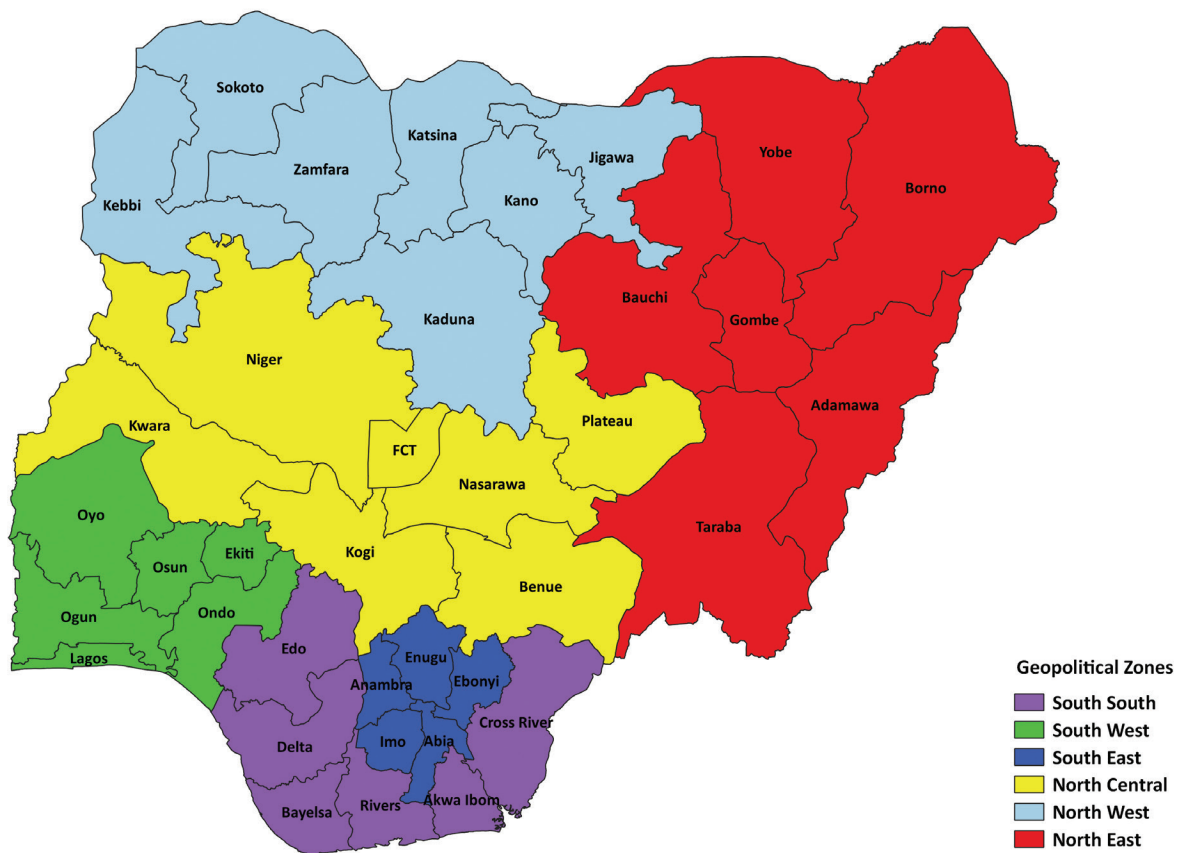 Sokoto
Katsina
Zamfara
Jigawa
Yobe
Borno
Kebbi
Kano
Bauchi
Kaduna
Gombe
Niger
Adamawa
Plateau
Kwara
FCT
Nasarawa
Oyo
Taraba
Ekiti
Kogi
Osun
Benue
Ogun
Ondo
Edo
Lagos
Enugu
Anambra
Ebonyi
Cross River
Delta
Imo
Abia
Bayelsa
Rivers
Akwa Ibom
Geopolitical Zones
South South
South West
South East
North Central
North West
North East